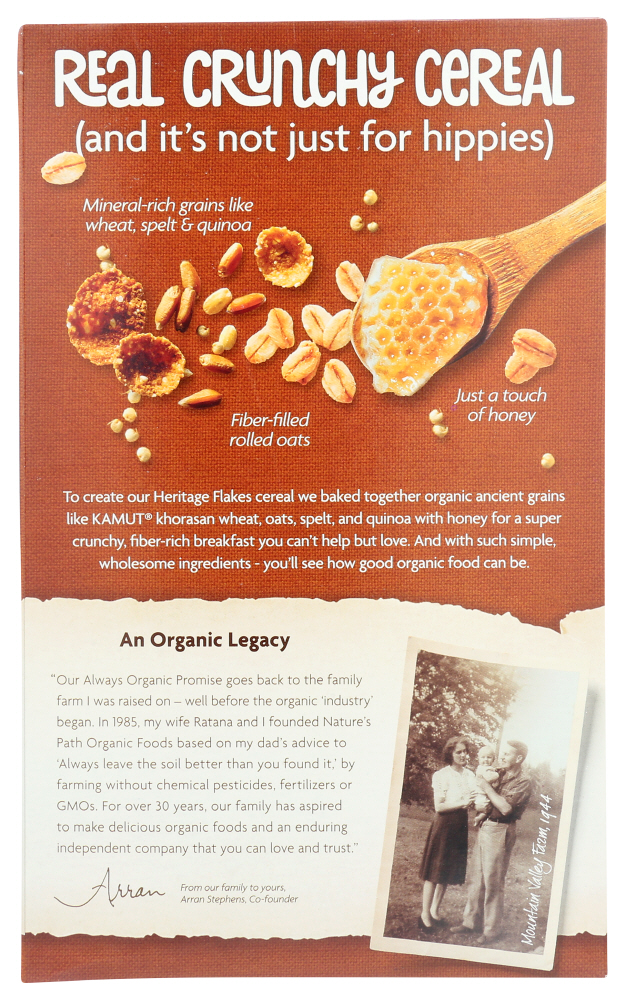 REAL CRUNCHY CEREAL
(and it's not just for hippies)
Mineral-rich grains like
wheat, spelt & quinoa
Just a touch
of honey
Fiber-filled
rolled oats
To create our Heritage Flakes cereal we baked together organic ancient grains
like KAMUT® khorasan wheat, oats, spelt, and quinoa with honey for a super
crunchy, fiber-rich breakfast you can't help but love. And with such simple,
wholesome ingredients - you'll see how good organic food can be.
An Organic Legacy
"Our Always Organic Promise goes back to the family
farm I was raised on – well before the organic 'industry'
began. In 1985, my wife Ratana and I founded Nature's
Path Organic Foods based on my dad's advice to
'Always leave the soil better than you found it,' by
farming without chemical pesticides, fertilizers or
GMOs. For over 30 years, our family has aspired
to make delicious organic foods and an enduring
independent company that you can love and trust."
Arran
From our family to yours,
Arran Stephens, Co-founder
Mountain Valley Farm, 1944